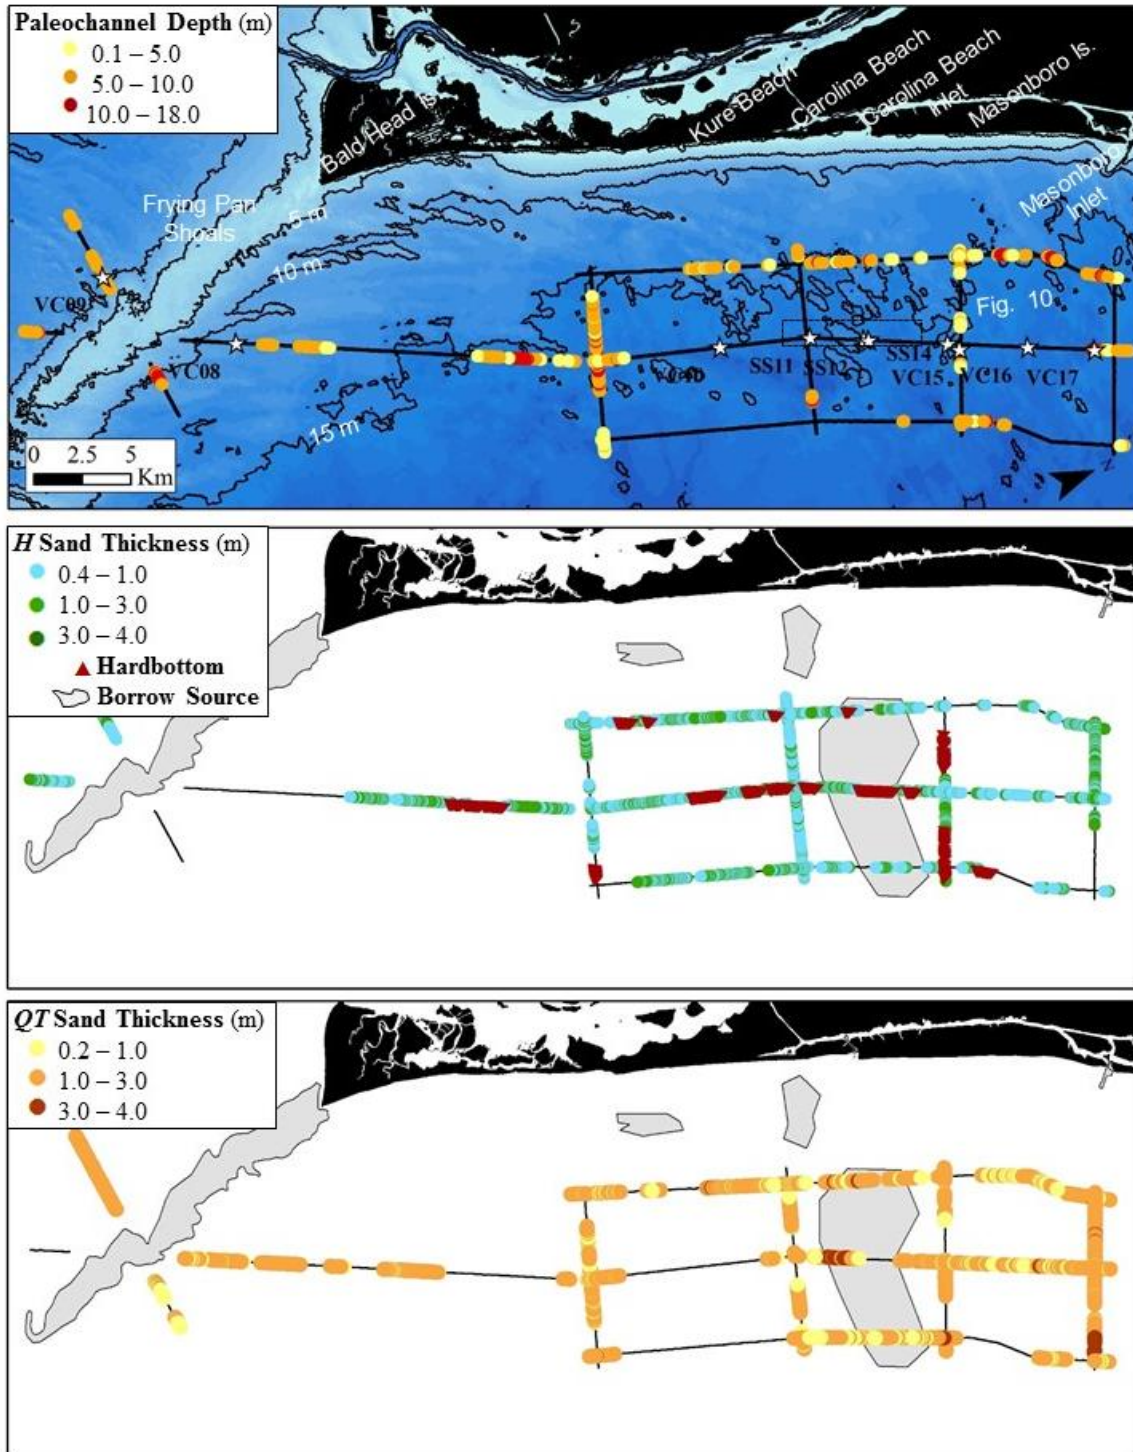 Paleochannel Depth (m)
0.1 – 5.0
5.0 – 10.0
10.0 – 18.0
Bald Head Is.
Kure Beach
Carolina Beach
Carolina Beach
Inlet
Masonboro Is.
Masonboro
Inlet
Frying Pan
Shoals
5 m
10 m
15 m
VC09
VC08
VC10
SS11
SS12
SS14
VC15
VC16
VC17
Fig. 10
0 2.5 5
Km
N
H Sand Thickness (m)
0.4 – 1.0
1.0 – 3.0
3.0 – 4.0
Hardbottom
Borrow Source
QT Sand Thickness (m)
0.2 – 1.0
1.0 – 3.0
3.0 – 4.0